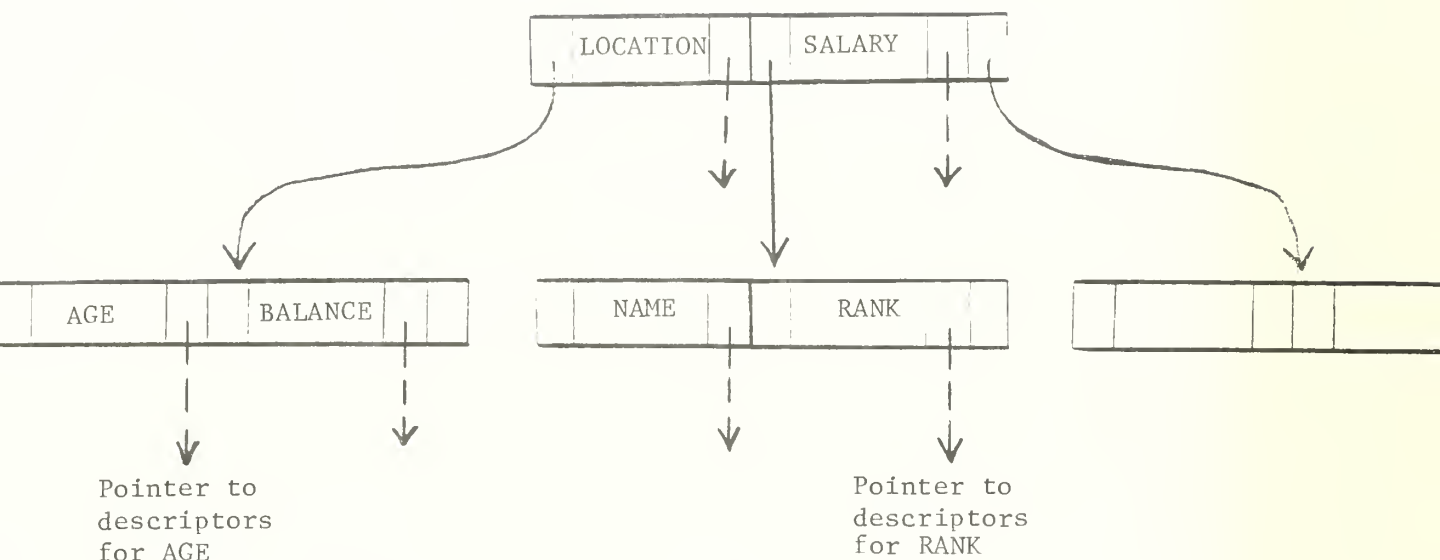 LOCATION SALARY
AGE BALANCE NAME RANK
Pointer to
descriptors
for AGE
Pointer to
descriptors
for RANK